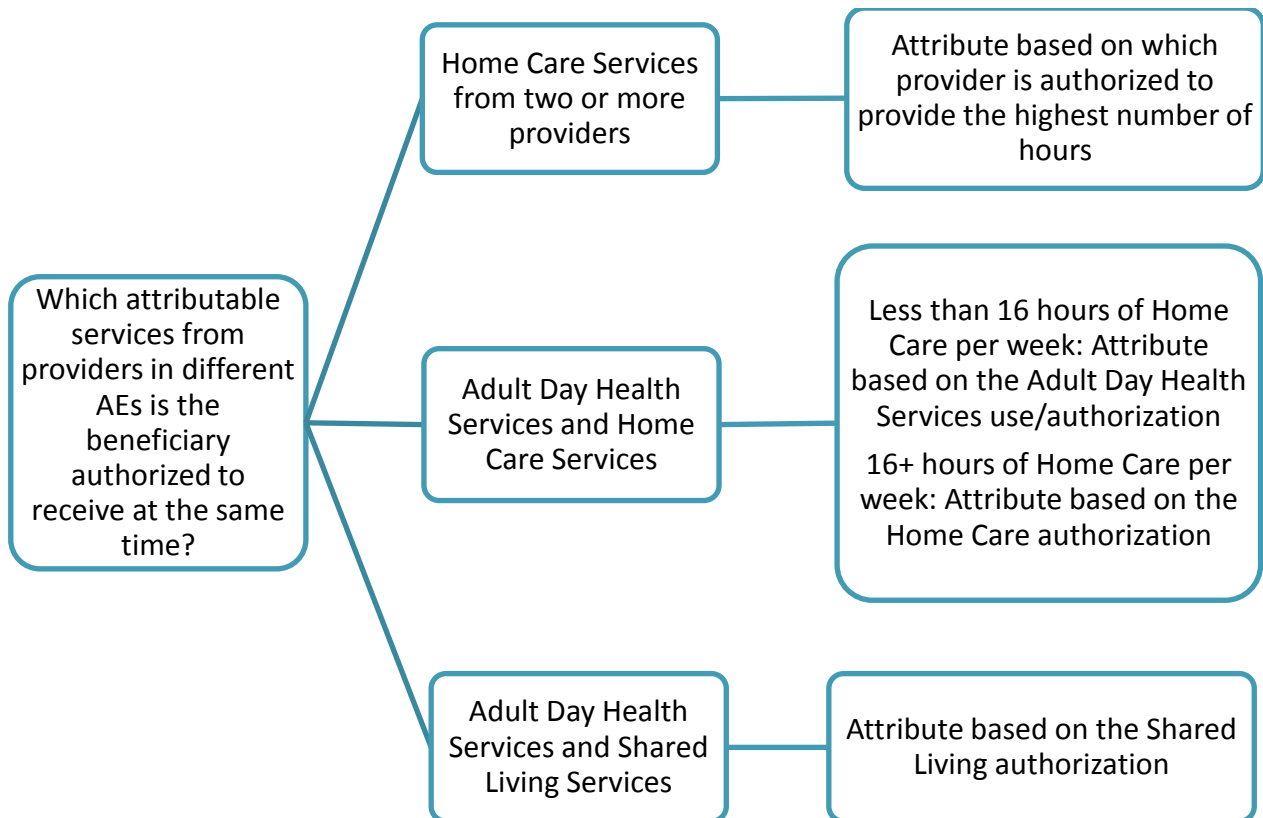 Which attributable
services from
providers in different
AEs is the
beneficiary
authorized to
receive at the same
time?
Home Care Services
from two or more
providers
Attribute based on which
provider is authorized to
provide the highest number of
hours
Adult Day Health
Services and Home
Care Services
Less than 16 hours of Home
Care per week: Attribute
based on the Adult Day Health
Services use/authorization
16+ hours of Home Care per
week: Attribute based on the
Home Care authorization
Adult Day Health
Services and Shared
Living Services
Attribute based on the Shared
Living authorization